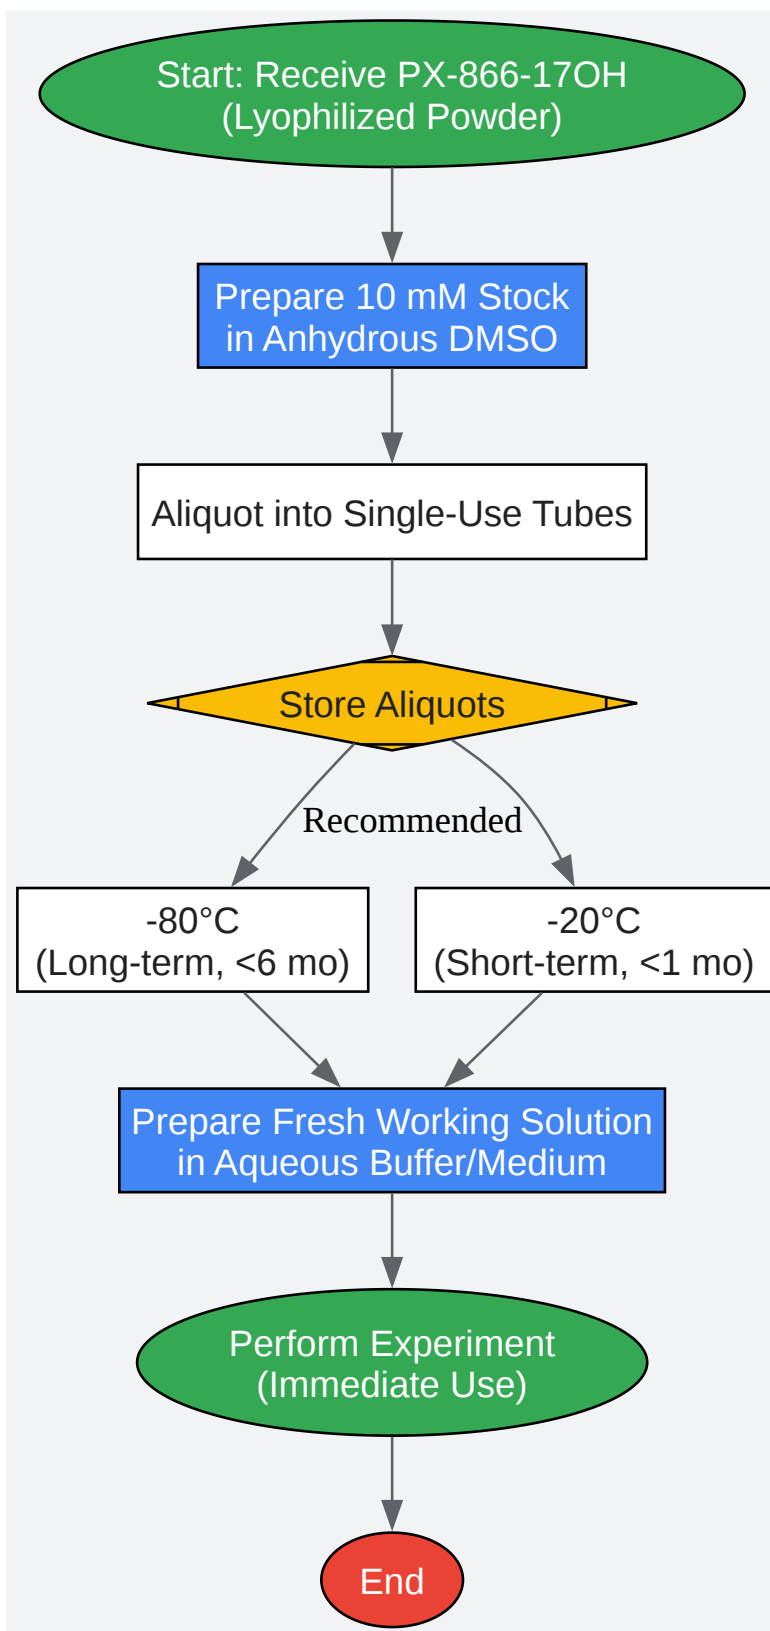 Start: Receive PX-866-17OH
(Lyophilized Powder)
Prepare 10 mM Stock
in Anhydrous DMSO
Aliquot into Single-Use Tubes
Store Aliquots
Recommended
-80°C
(Long-term, <6 mo)
-20°C
(Short-term, <1 mo)
Prepare Fresh Working Solution
in Aqueous Buffer/Medium
Perform Experiment
(Immediate Use)
End